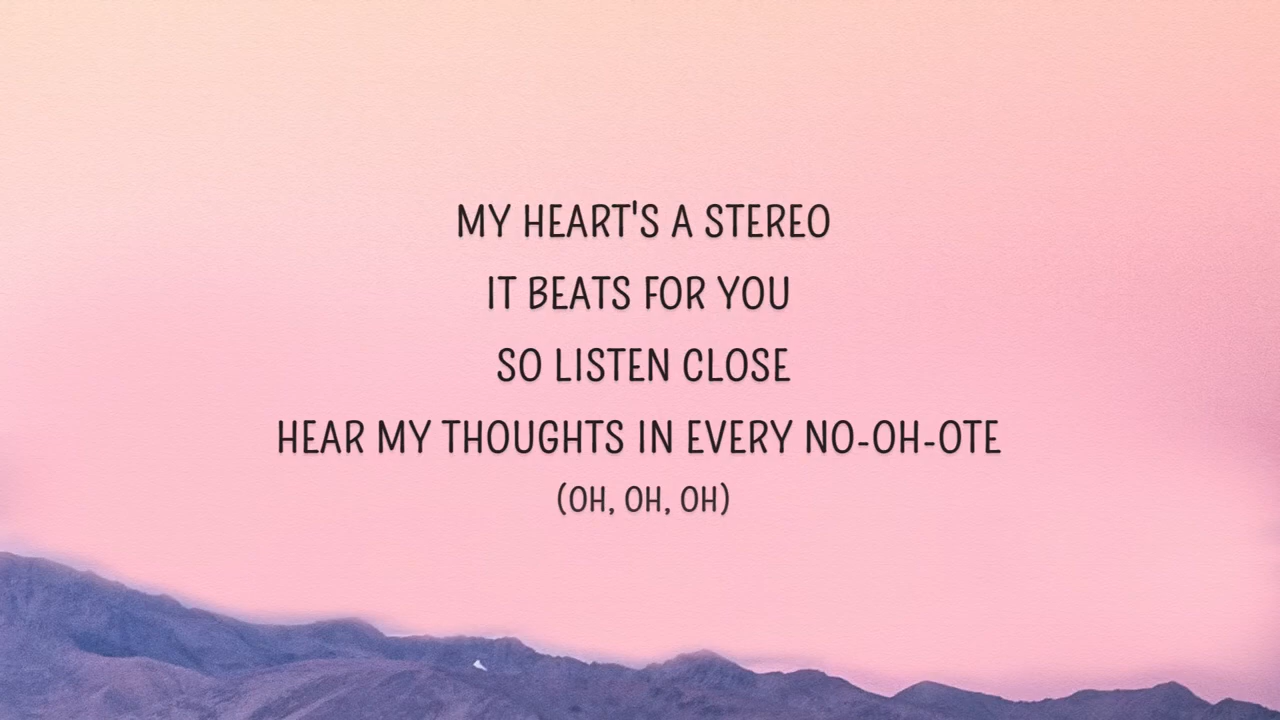 MY HEART'S A STEREO
IT BEATS FOR YOU
SO LISTEN CLOSE
HEAR MY THOUGHTS IN EVERY NO-OH-OTE
(OH, OH, OH)